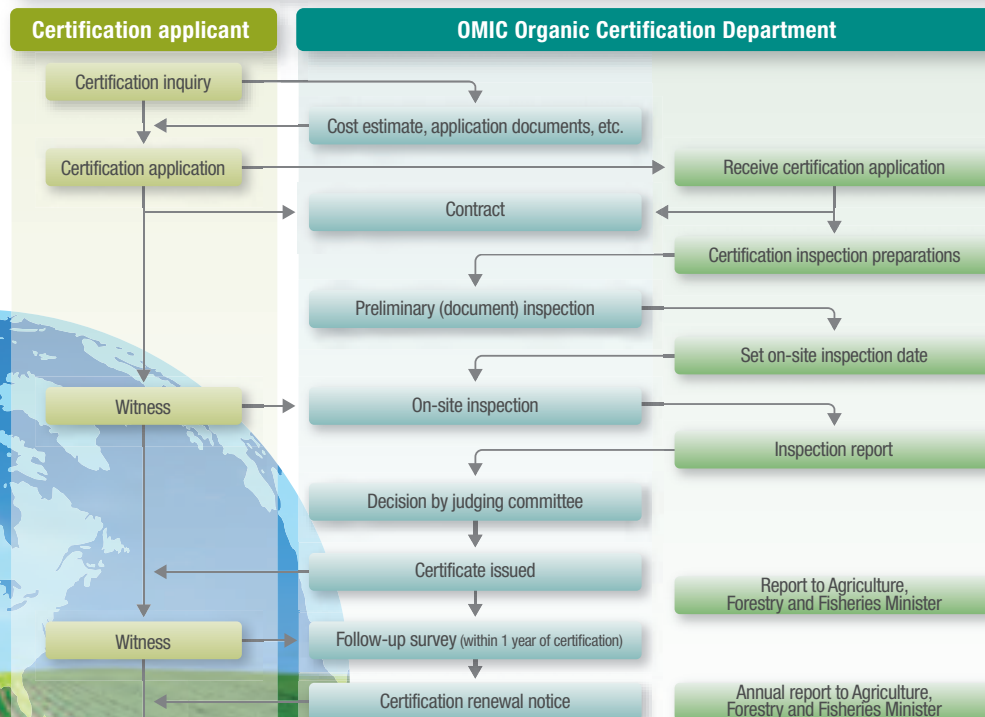 Certification applicant
OMIC Organic Certification Department
Certification inquiry
Cost estimate, application documents, etc.
Certification application
Receive certification application
Contract
Certification inspection preparations
Preliminary (document) inspection
Set on-site inspection date
Witness
On-site inspection
Inspection report
Decision by judging committee
Certificate issued
Report to Agriculture,
Forestry and Fisheries Minister
Witness
Follow-up survey (within 1 year of certification)
Certification renewal notice
Annual report to Agriculture,
Forestry and Fisheries Minister